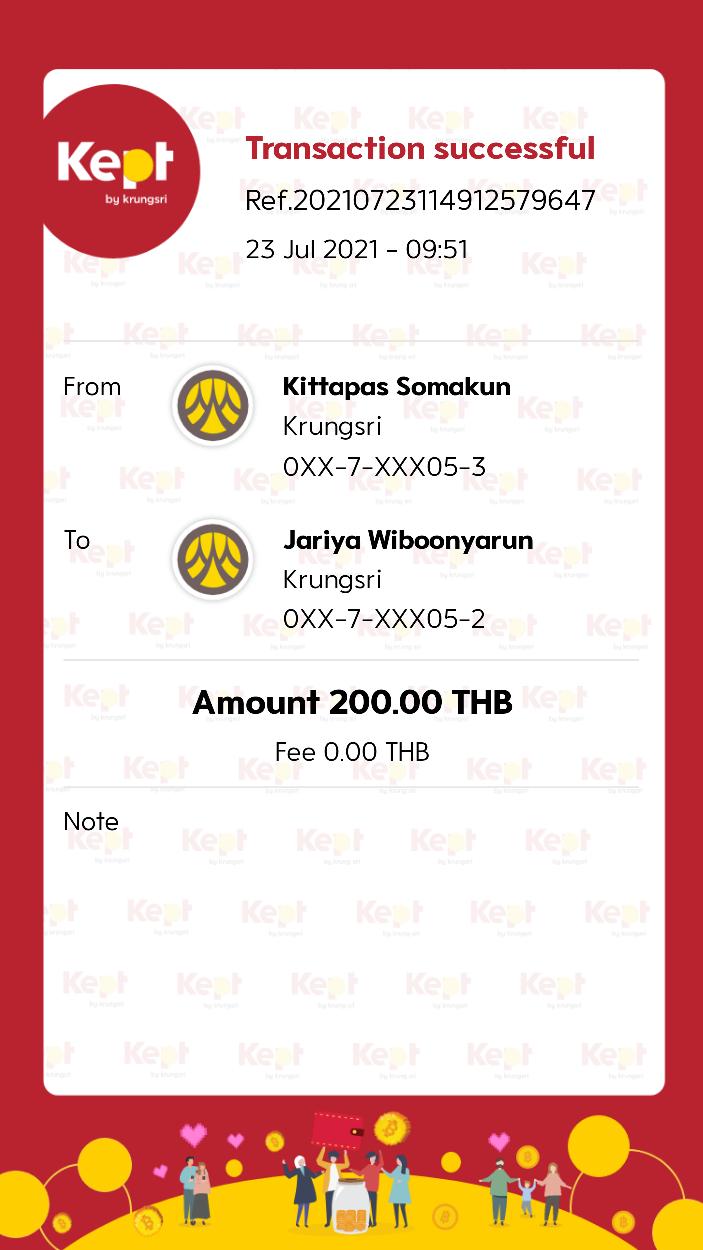 Kept
by krungsri
Transaction successful
Ref.20210723114912579647
23 Jul 2021 - 09:51
From
Kittapas Somakun
Krungsri
0XX-7-XXX05-3
To
Jariya Wiboonyarun
Krungsri
0XX-7-XXX05-2
Amount 200.00 THB
Fee 0.00 THB
Note